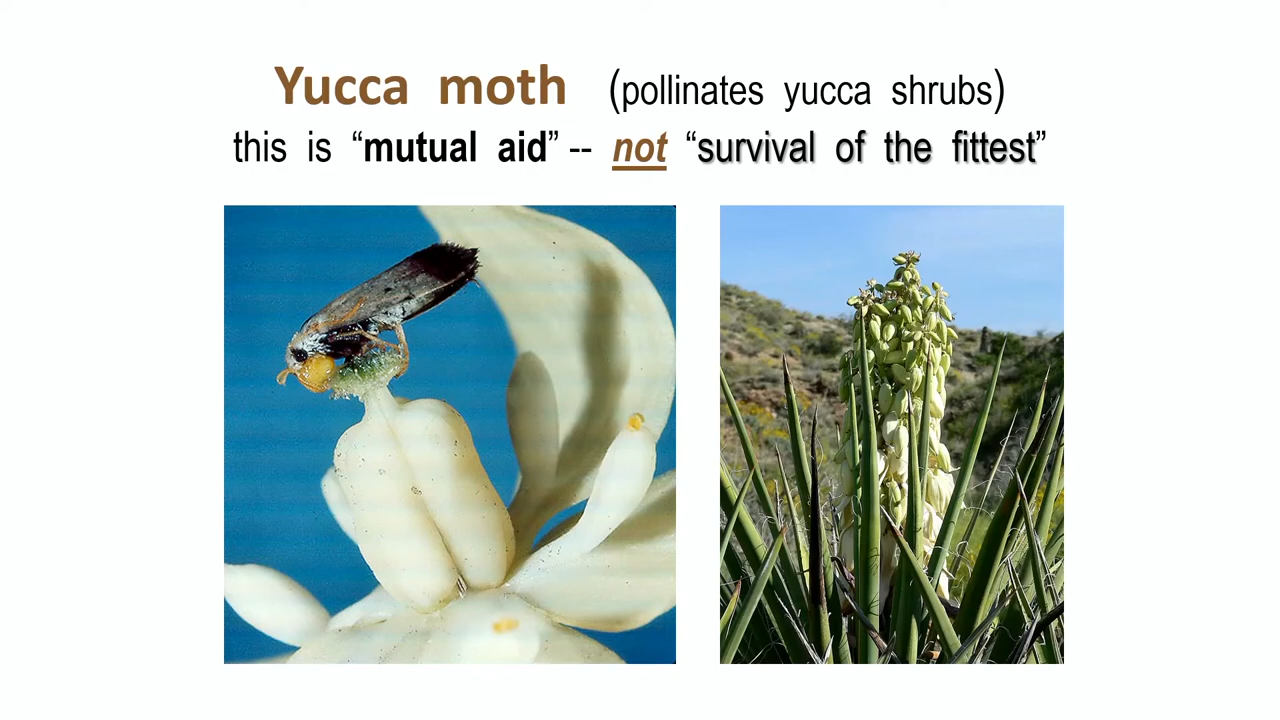 Yucca moth (pollinates yucca shrubs)
this is “mutual aid” -- not “survival of the fittest”